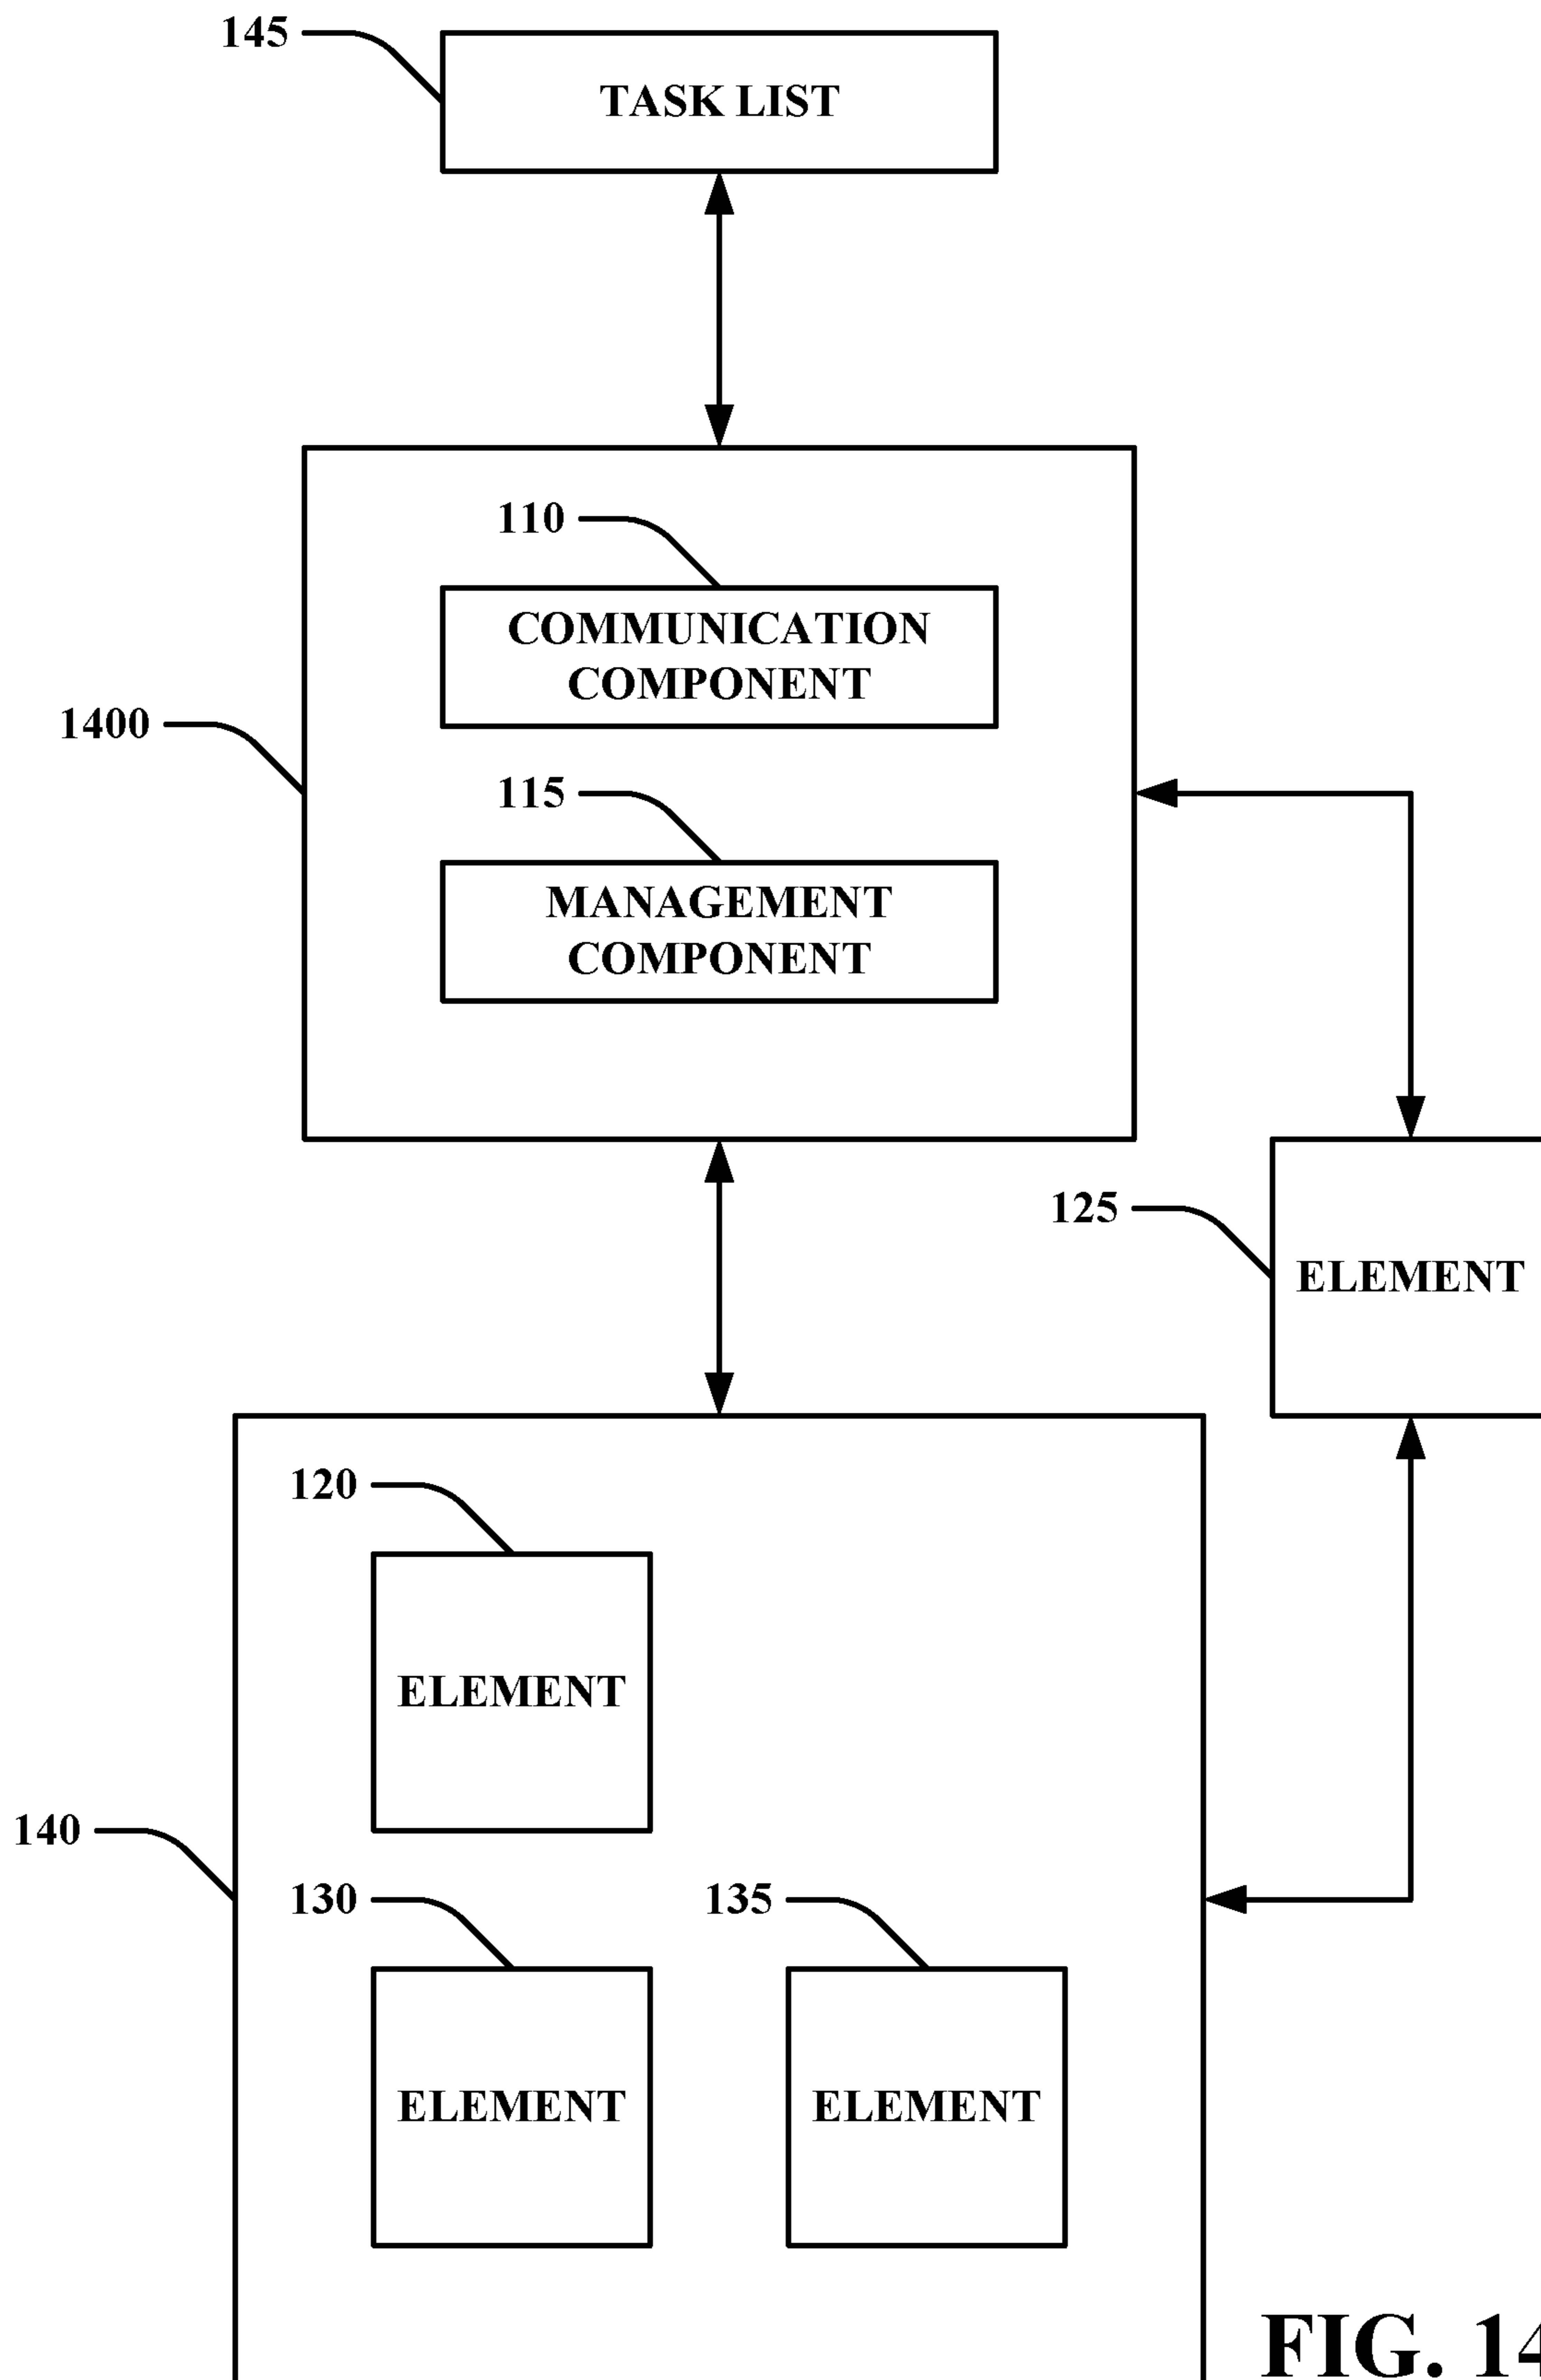 145
TASK LIST
110
COMMUNICATION
COMPONENT
1400
115
MANAGEMENT
COMPONENT
125
ELEMENT
120
ELEMENT
140
130
135
ELEMENT
ELEMENT
FIG. 14